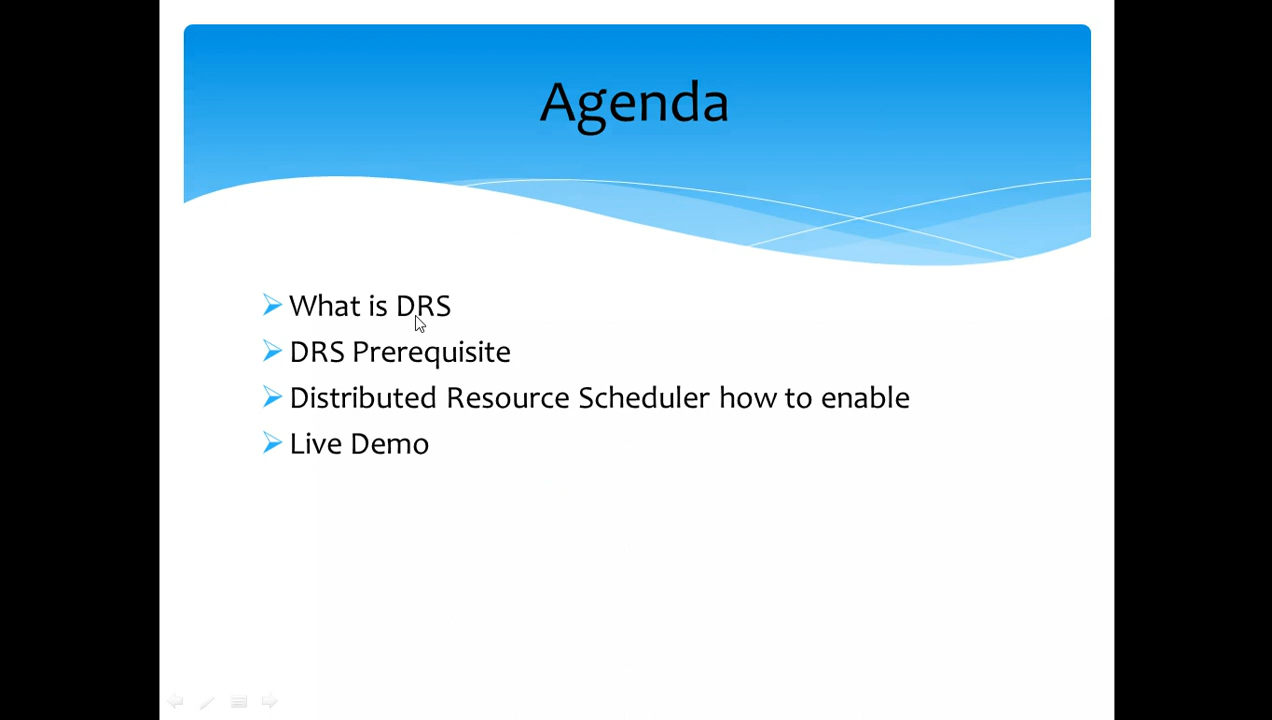 Agenda
What is DRS
DRS Prerequisite
Distributed Resource Scheduler how to enable
Live Demo